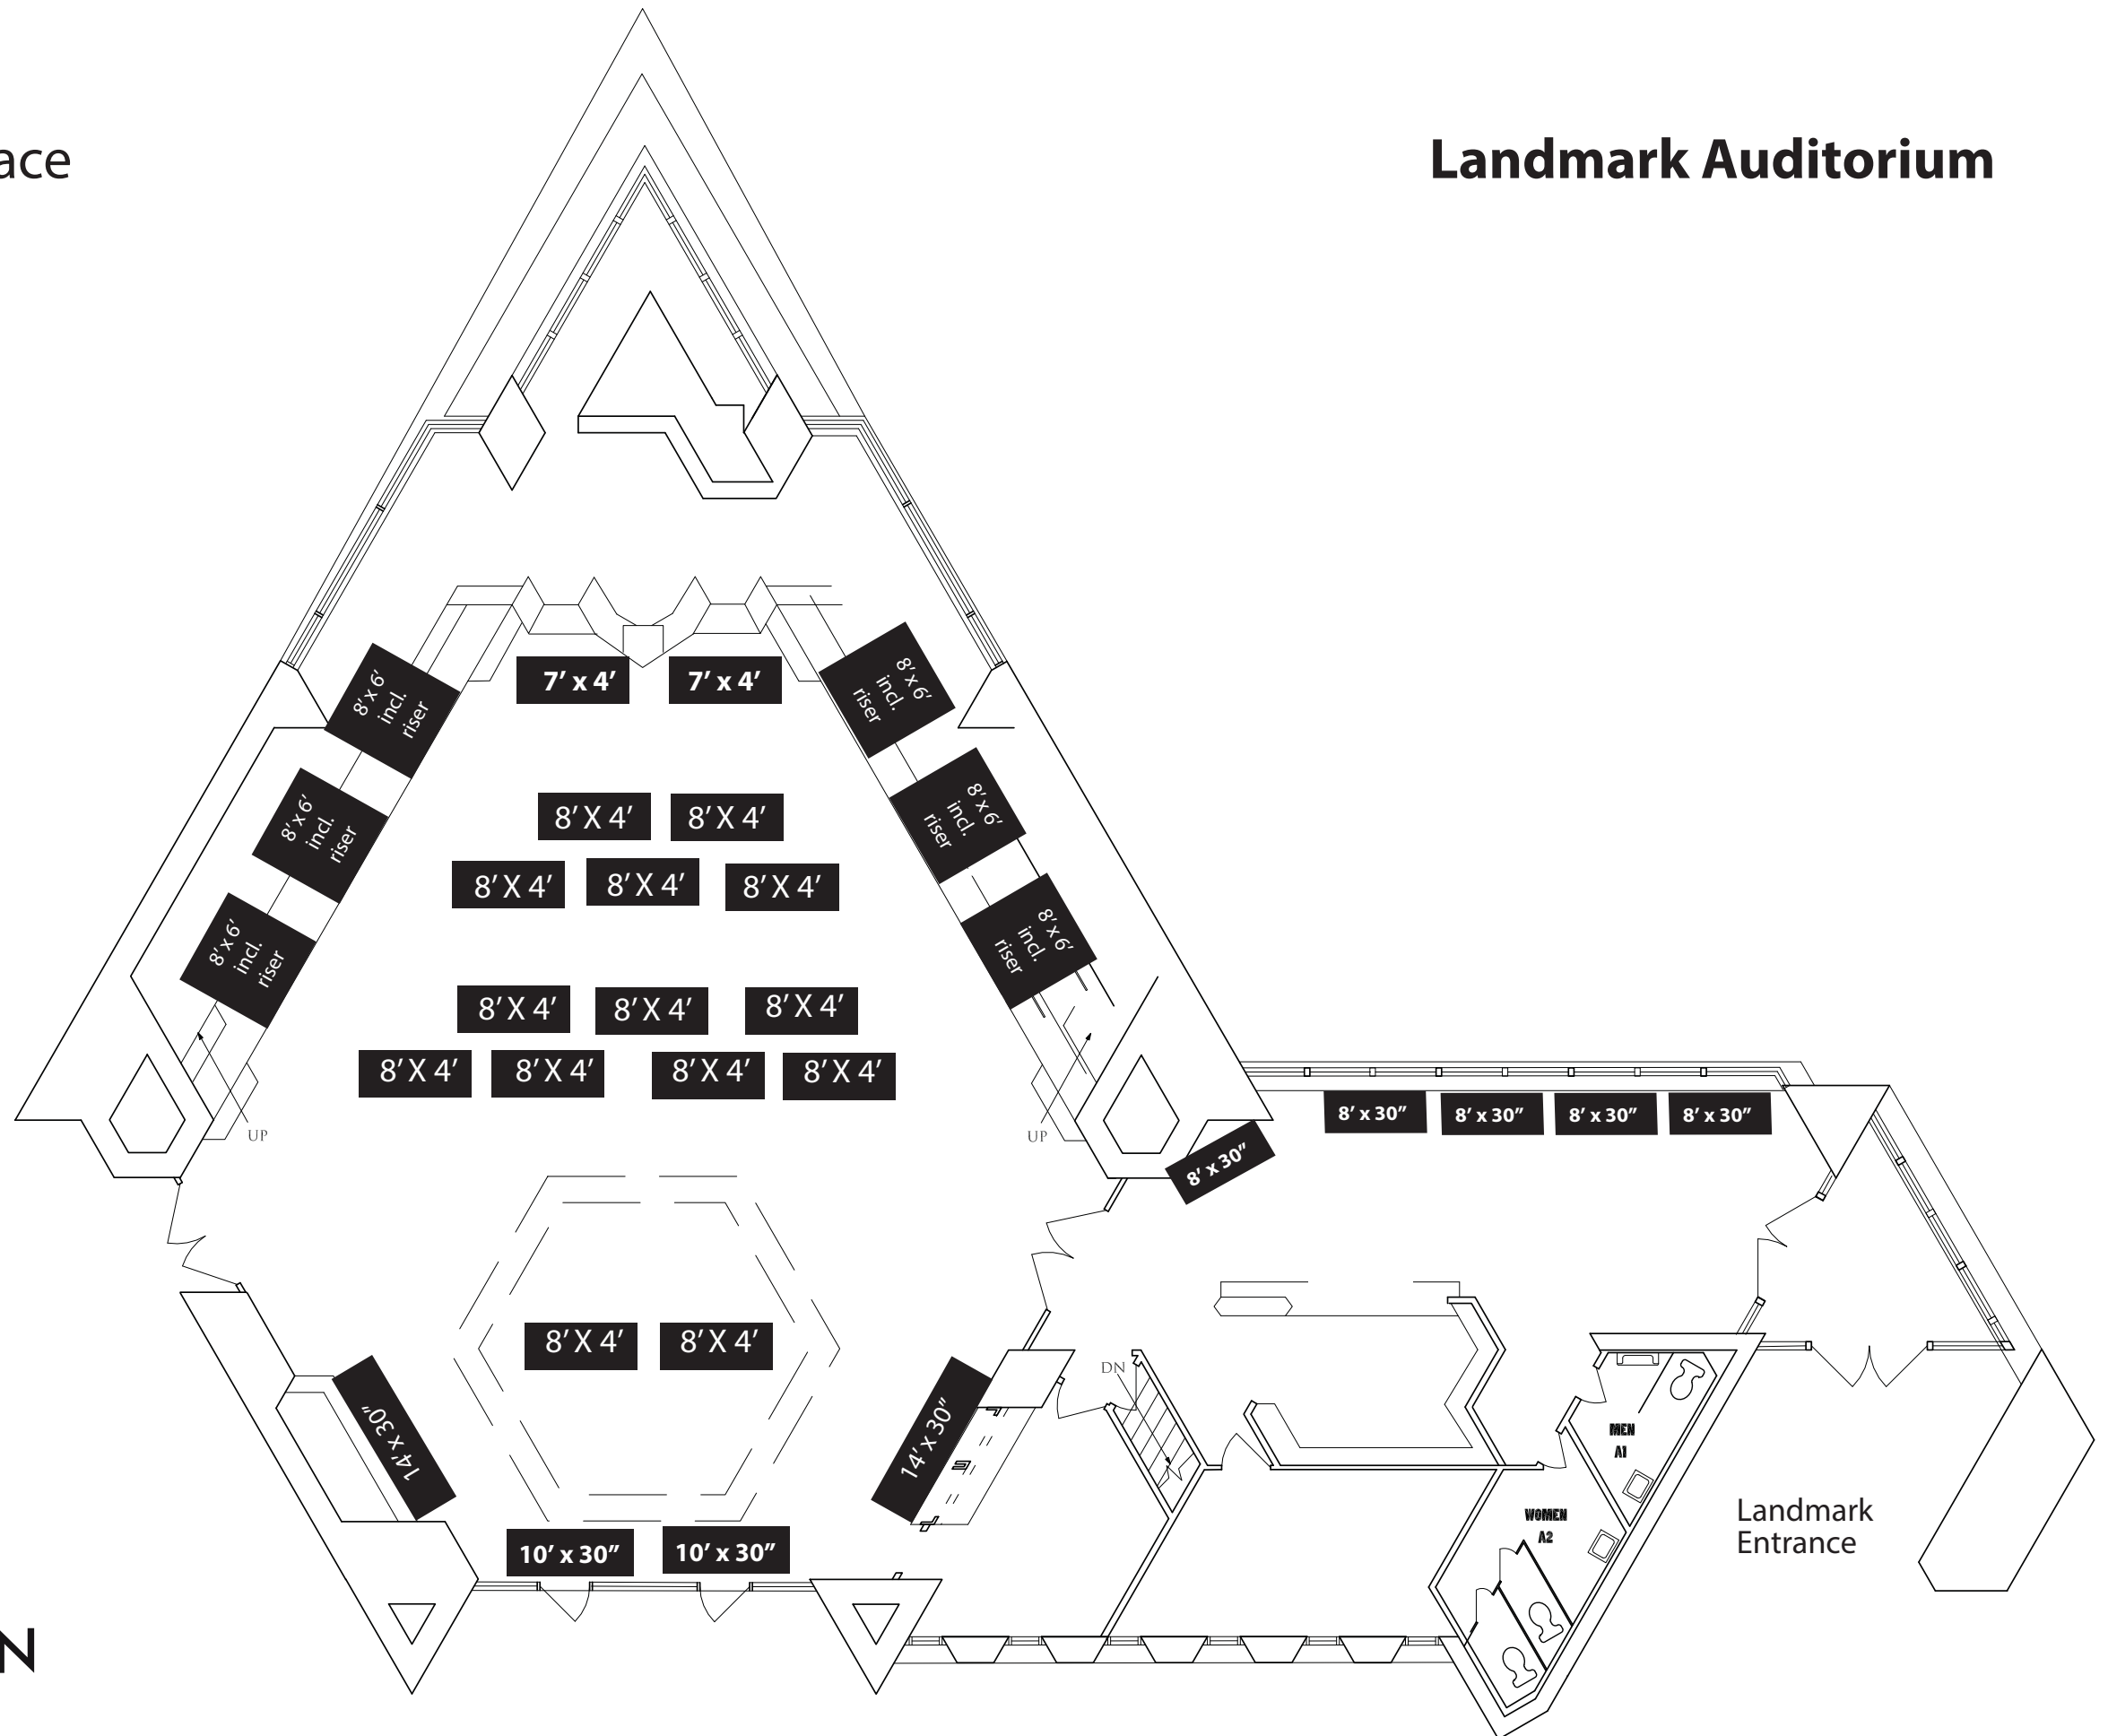 ace
Landmark Auditorium
8’ x 6’
incl.
riser
7’ x 4’
7’ x 4’
8’ x 6’
incl.
riser
8’ x 6’
incl.
riser
8’ X 4’
8’ X 4’
8’ x 6’
incl.
riser
8’ X 4’
8’ X 4’
8’ X 4’
8’ x 6’
incl.
riser
8’ x 6’
incl.
riser
8’ X 4’
8’ X 4’
8’ X 4’
8’ X 4’
8’ X 4’
8’ X 4’
8’ X 4’
8’ x 30”
8’ x 30”
8’ x 30”
8’ x 30”
UP
UP
8’ x 30”
8’ X 4’
8’ X 4’
DN
14’ x 30”
14’ x 30”
MEN
A1
WOMEN
A2
Landmark
Entrance
10’ x 30”
10’ x 30”
N